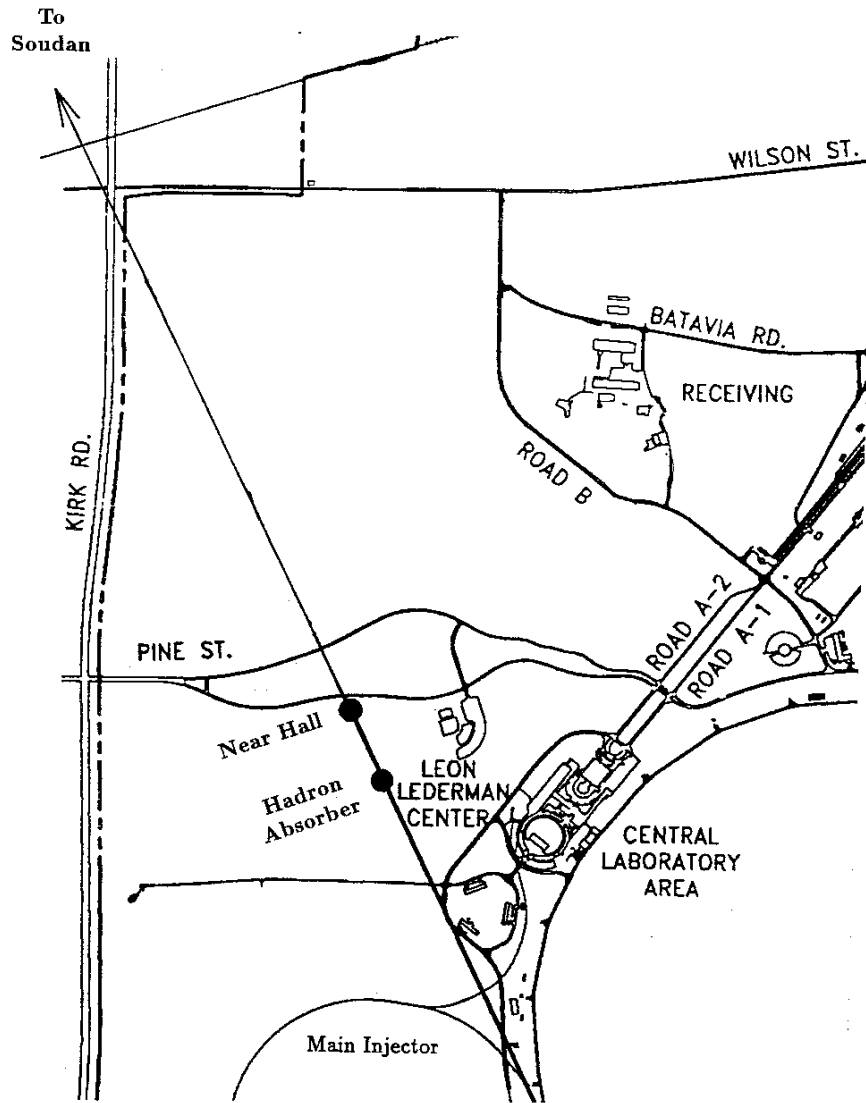 To
Soudan
WILSON ST.
BATAVIA RD.
RECEIVING
ROAD B
KIRK RD.
ROAD A-2
ROAD A-1
PINE ST.
Near Hall
LEON
LEDERMAN
CENTER
Hadron
Absorber
CENTRAL
LABORATORY
AREA
Main Injector